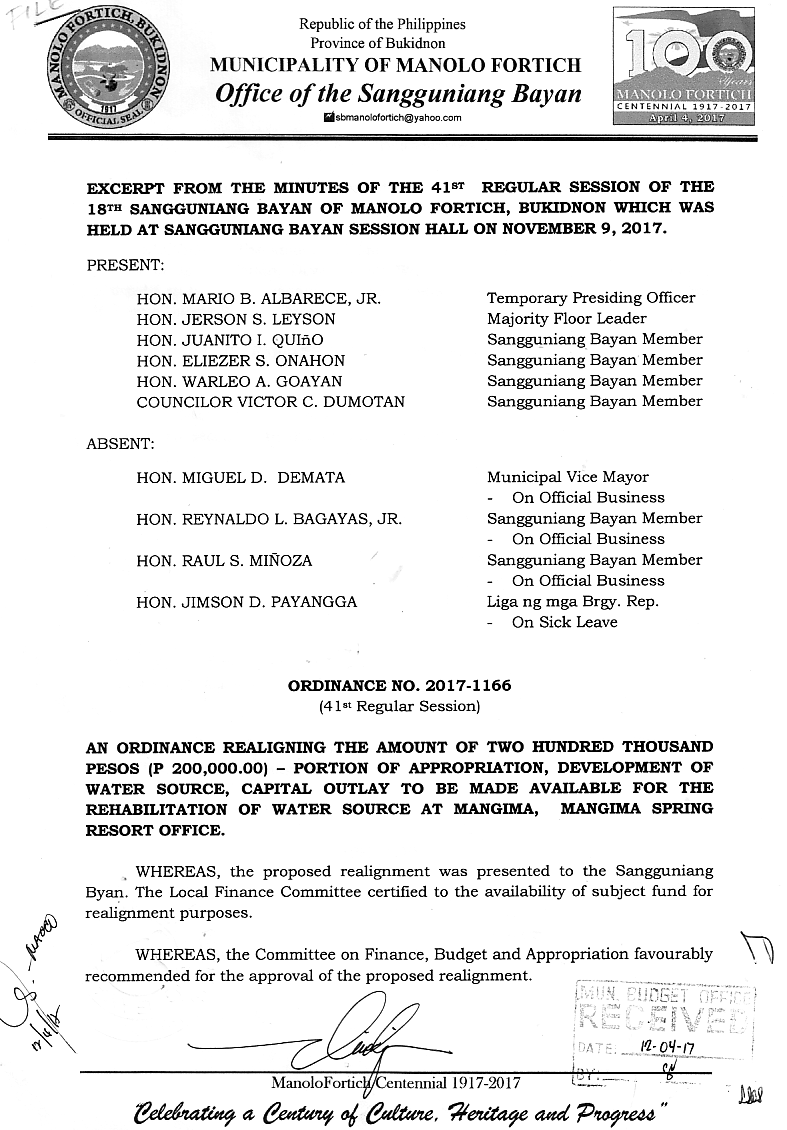 FILE
Republic of the Philippines
Province of Bukidnon
MUNICIPALITY OF MANOLO FORTICH
Office of the Sangguniang Bayan
sbmanolofortich@yahoo.com
MANOLO FORTICH, BUKIDNON
1917
OFFICIAL SEAL
100
Years
MANOLO FORTICH
CENTENNIAL 1917-2017
April 4, 2017
EXCERPT FROM THE MINUTES OF THE 41ST REGULAR SESSION OF THE
18TH SANGGUNIANG BAYAN OF MANOLO FORTICH, BUKIDNON WHICH WAS
HELD AT SANGGUNIANG BAYAN SESSION HALL ON NOVEMBER 9, 2017.
PRESENT:
HON. MARIO B. ALBARECE, JR. Temporary Presiding Officer
HON. JERSON S. LEYSON Majority Floor Leader
HON. JUANITO I. QUIñO Sangguniang Bayan Member
HON. ELIEZER S. ONAHON Sangguniang Bayan Member
HON. WARLEO A. GOAYAN Sangguniang Bayan Member
COUNCILOR VICTOR C. DUMOTAN Sangguniang Bayan Member
ABSENT:
HON. MIGUEL D. DEMATA Municipal Vice Mayor
- On Official Business
HON. REYNALDO L. BAGAYAS, JR. Sangguniang Bayan Member
- On Official Business
HON. RAUL S. MIÑOZA Sangguniang Bayan Member
- On Official Business
HON. JIMSON D. PAYANGGA Liga ng mga Brgy. Rep.
- On Sick Leave
ORDINANCE NO. 2017-1166
(41st Regular Session)
AN ORDINANCE REALIGNING THE AMOUNT OF TWO HUNDRED THOUSAND
PESOS (P 200,000.00) – PORTION OF APPROPRIATION, DEVELOPMENT OF
WATER SOURCE, CAPITAL OUTLAY TO BE MADE AVAILABLE FOR THE
REHABILITATION OF WATER SOURCE AT MANGIMA, MANGIMA SPRING
RESORT OFFICE.
WHEREAS, the proposed realignment was presented to the Sangguniang
Byan. The Local Finance Committee certified to the availability of subject fund for
realignment purposes.
WHEREAS, the Committee on Finance, Budget and Appropriation favourably
recommended for the approval of the proposed realignment.
MUN. BUDGET OFFICE
RECEIVED
DATE: 12-04-17
BY:
ManoloFortich Centennial 1917-2017
"Celebrating a Century of Culture, Heritage and Progress"